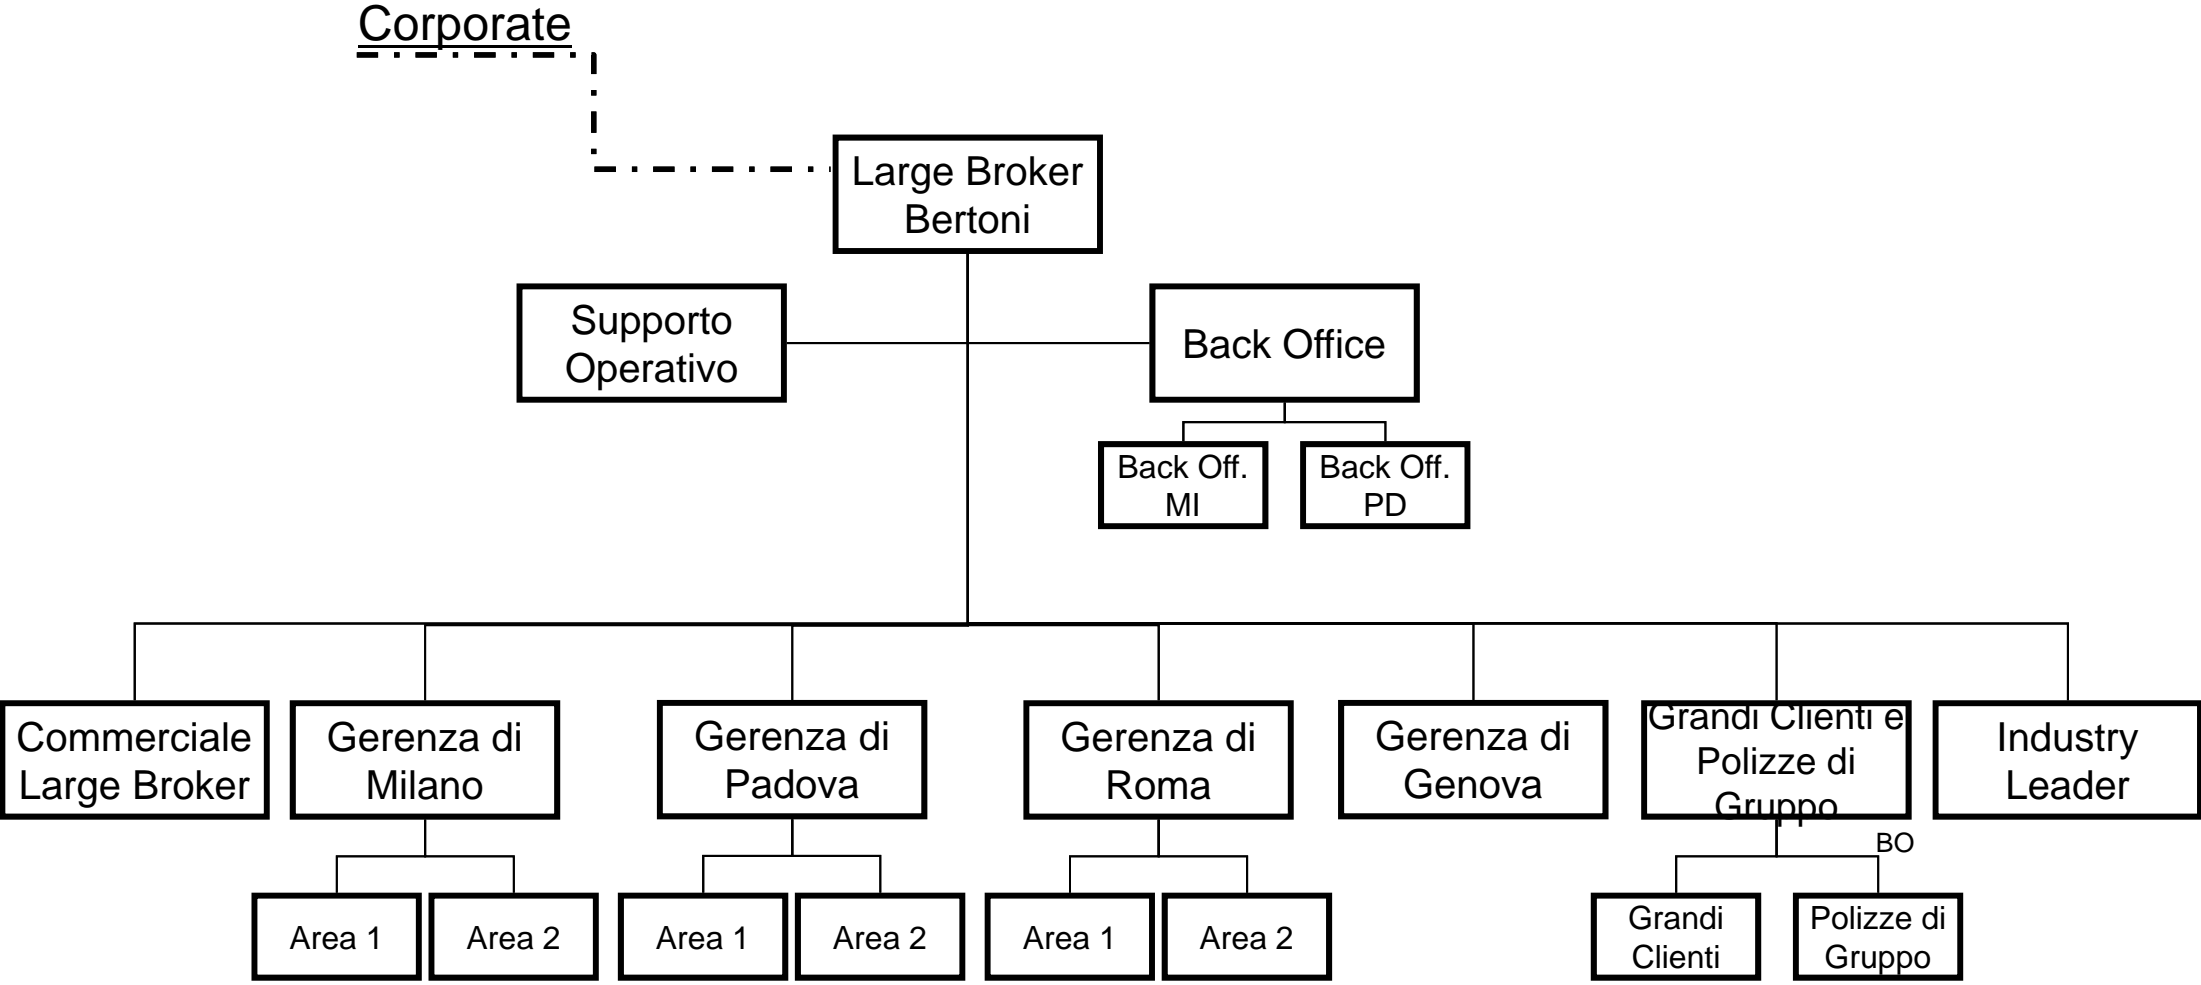 Corporate
Large Broker
Bertoni
Supporto
Operativo
Back Office
Back Off.
MI
Back Off.
PD
Commerciale
Large Broker
Gerenza di
Milano
Gerenza di
Padova
Gerenza di
Roma
Gerenza di
Genova
Grandi Clienti e
Polizze di
Gruppo
Industry
Leader
BO
Area 1
Area 2
Area 1
Area 2
Area 1
Area 2
Grandi
Clienti
Polizze di
Gruppo